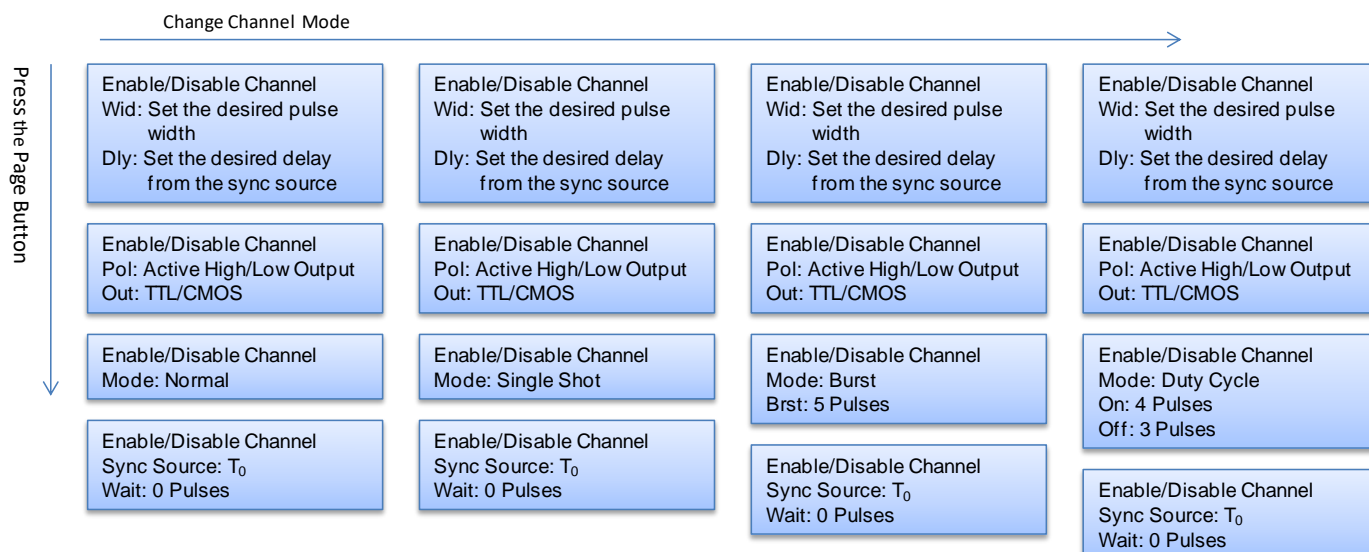 Change Channel Mode
Press the Page Button
Enable/Disable Channel
Wid: Set the desired pulse
width
Dly: Set the desired delay
from the sync source
Enable/Disable Channel
Pol: Active High/Low Output
Out: TTL/CMOS
Enable/Disable Channel
Mode: Normal
Enable/Disable Channel
Sync Source: T₀
Wait: 0 Pulses
Enable/Disable Channel
Wid: Set the desired pulse
width
Dly: Set the desired delay
from the sync source
Enable/Disable Channel
Pol: Active High/Low Output
Out: TTL/CMOS
Enable/Disable Channel
Mode: Single Shot
Enable/Disable Channel
Sync Source: T₀
Wait: 0 Pulses
Enable/Disable Channel
Wid: Set the desired pulse
width
Dly: Set the desired delay
from the sync source
Enable/Disable Channel
Pol: Active High/Low Output
Out: TTL/CMOS
Enable/Disable Channel
Mode: Burst
Brst: 5 Pulses
Enable/Disable Channel
Sync Source: T₀
Wait: 0 Pulses
Enable/Disable Channel
Wid: Set the desired pulse
width
Dly: Set the desired delay
from the sync source
Enable/Disable Channel
Pol: Active High/Low Output
Out: TTL/CMOS
Enable/Disable Channel
Mode: Duty Cycle
On: 4 Pulses
Off: 3 Pulses
Enable/Disable Channel
Sync Source: T₀
Wait: 0 Pulses